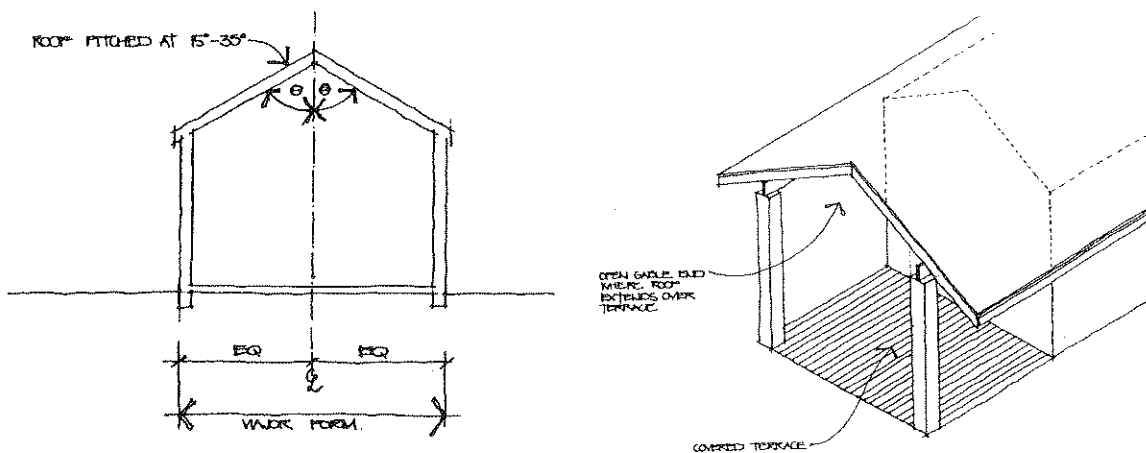 ROOF PITCHED AT 15°-35°
θ θ
EQ EQ
℄
MAJOR FORM.
OPEN GABLE END
WHERE ROOF
EXTENDS OVER
TERRACE
COVERED TERRACE